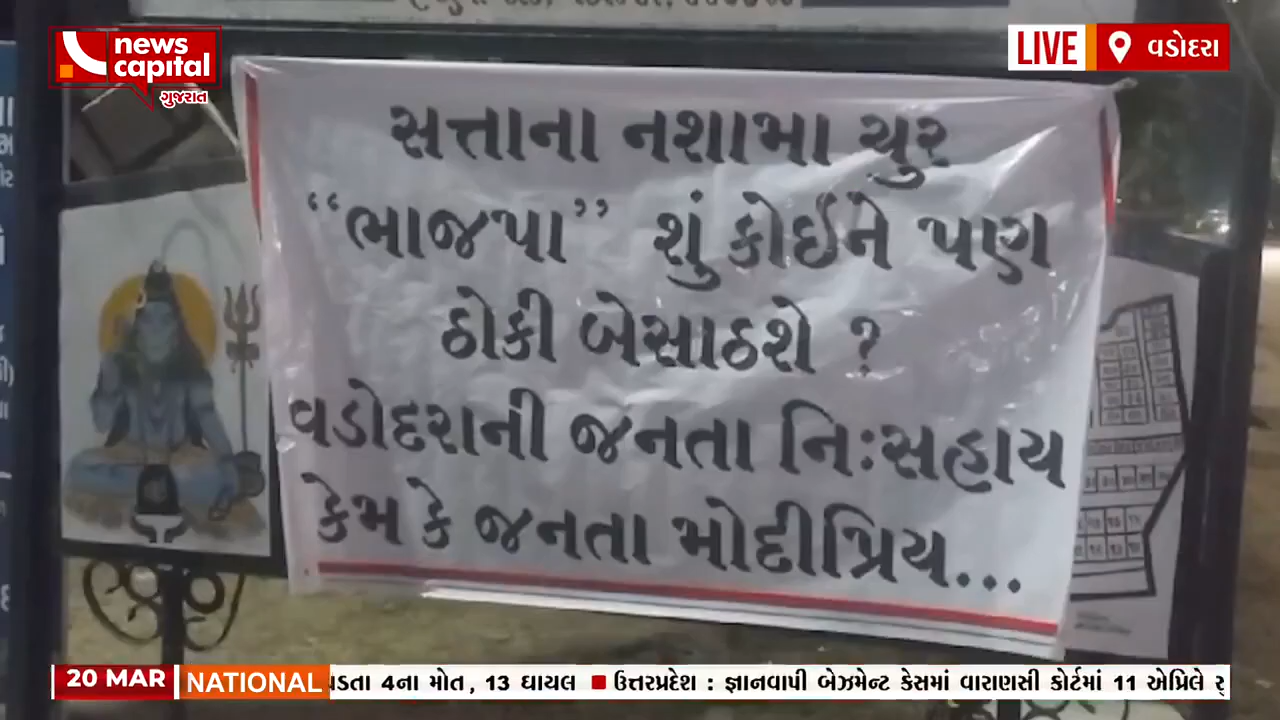 news
capital
ગુજરાત
LIVE
વડોદરા
સત્તાના નશામા ચુર
“ભાજપા” શું કોઈને પણ
ઠોકી બેસાઠશે ?
વડોદરાની જનતા નિઃસહાય
કેમ કે જનતા મોદીપ્રિય...
20 MAR
NATIONAL
4ના મોત, 13 ઘાયલ ઉત્તરપ્રદેશ : જ્ઞાનવાપી બેઝમેન્ટ કેસમાં વારાણસી કોર્ટમાં 11 એપ્રિલે